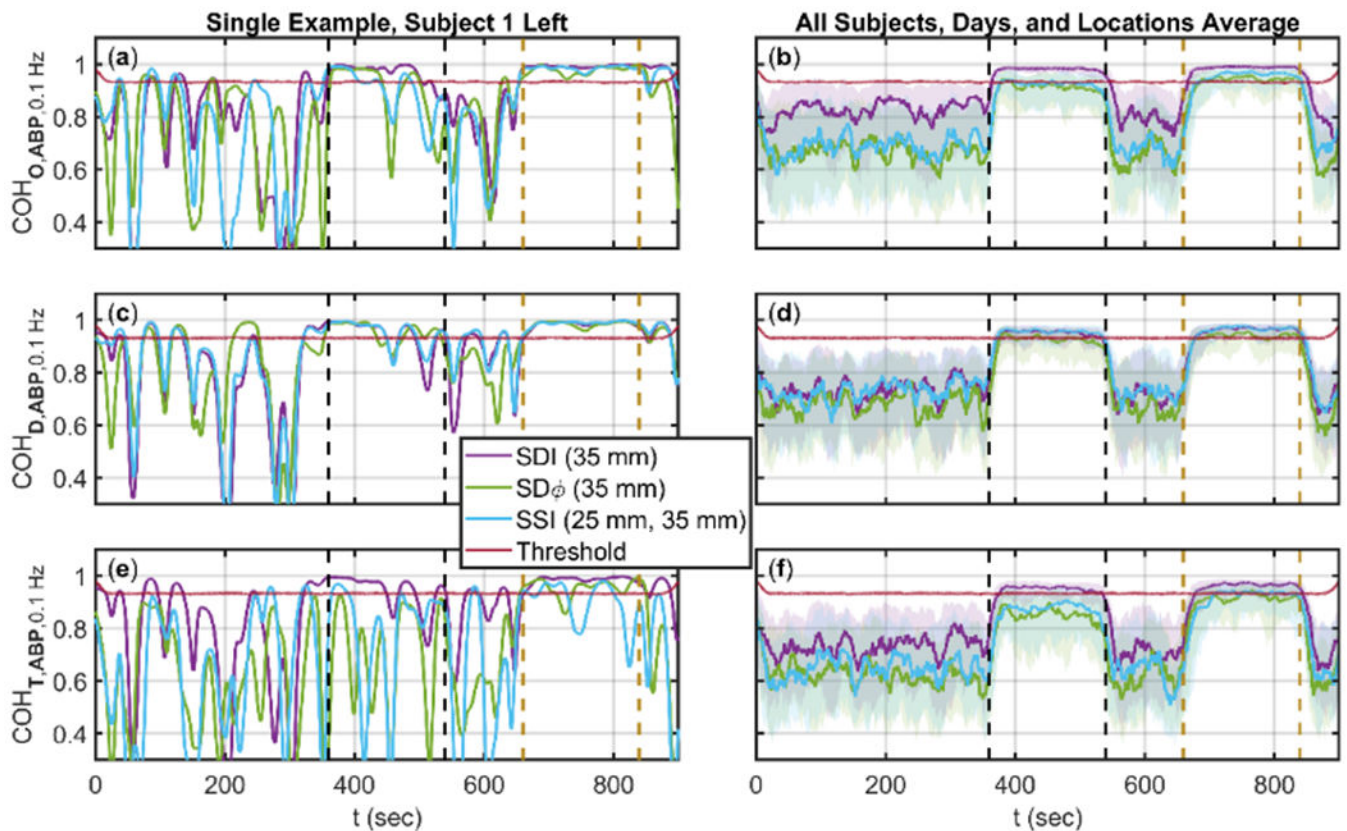 Single Example, Subject 1 Left
All Subjects, Days, and Locations Average
(a)
1
0.8
0.6
0.4
COH_O,ABP,0.1 Hz
(b)
(c)
1
0.8
0.6
0.4
COH_D,ABP,0.1 Hz
(d)
SDI (35 mm)
SDϕ (35 mm)
SSI (25 mm, 35 mm)
Threshold
(e)
1
0.8
0.6
0.4
COH_T,ABP,0.1 Hz
(f)
0 200 400 600 800
0 200 400 600 800
t (sec)
t (sec)